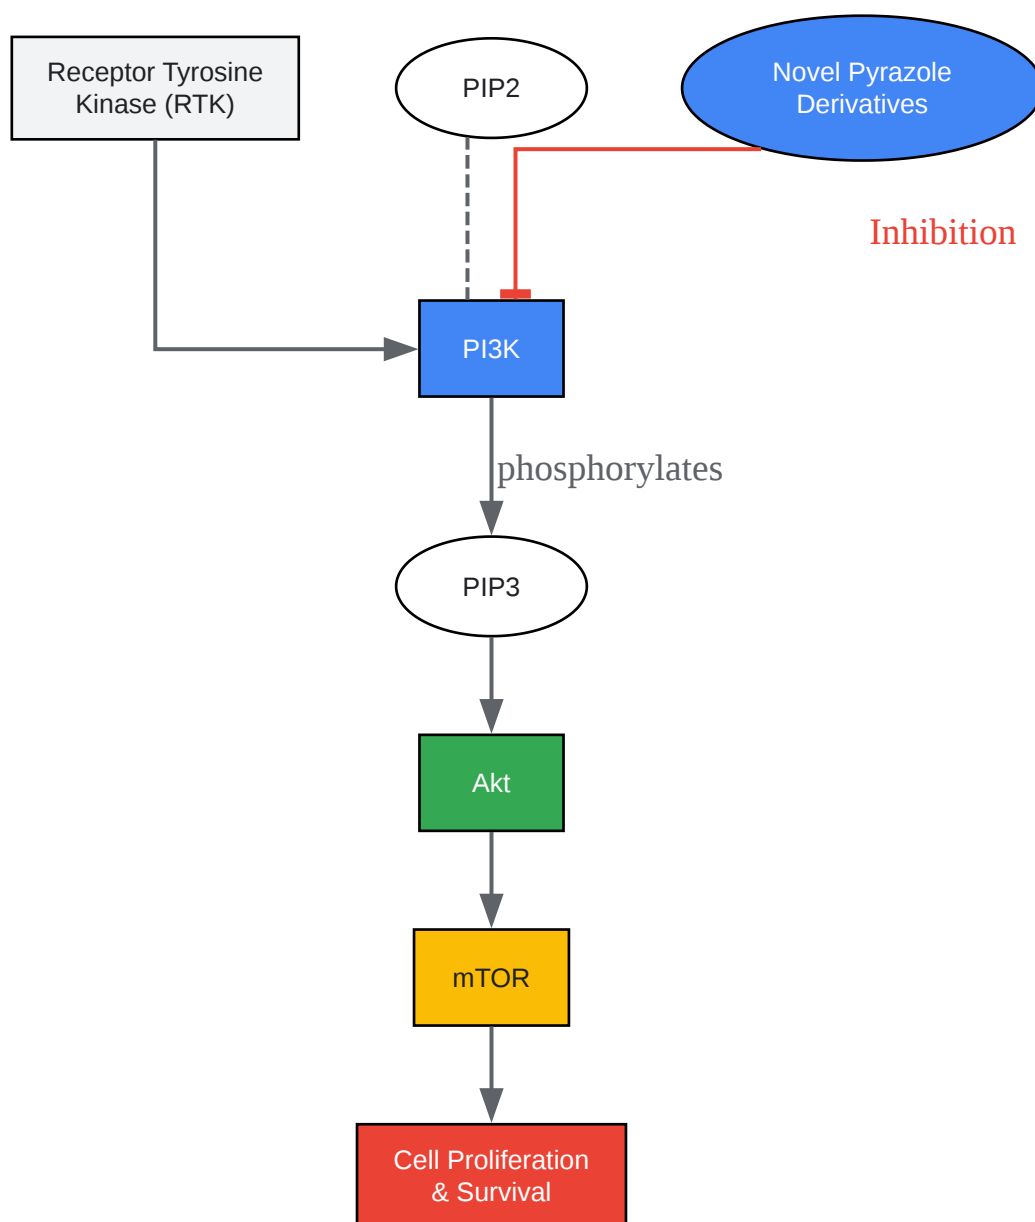 Receptor Tyrosine
Kinase (RTK)
PIP2
Novel Pyrazole
Derivatives
Inhibition
PI3K
phosphorylates
PIP3
Akt
mTOR
Cell Proliferation
& Survival